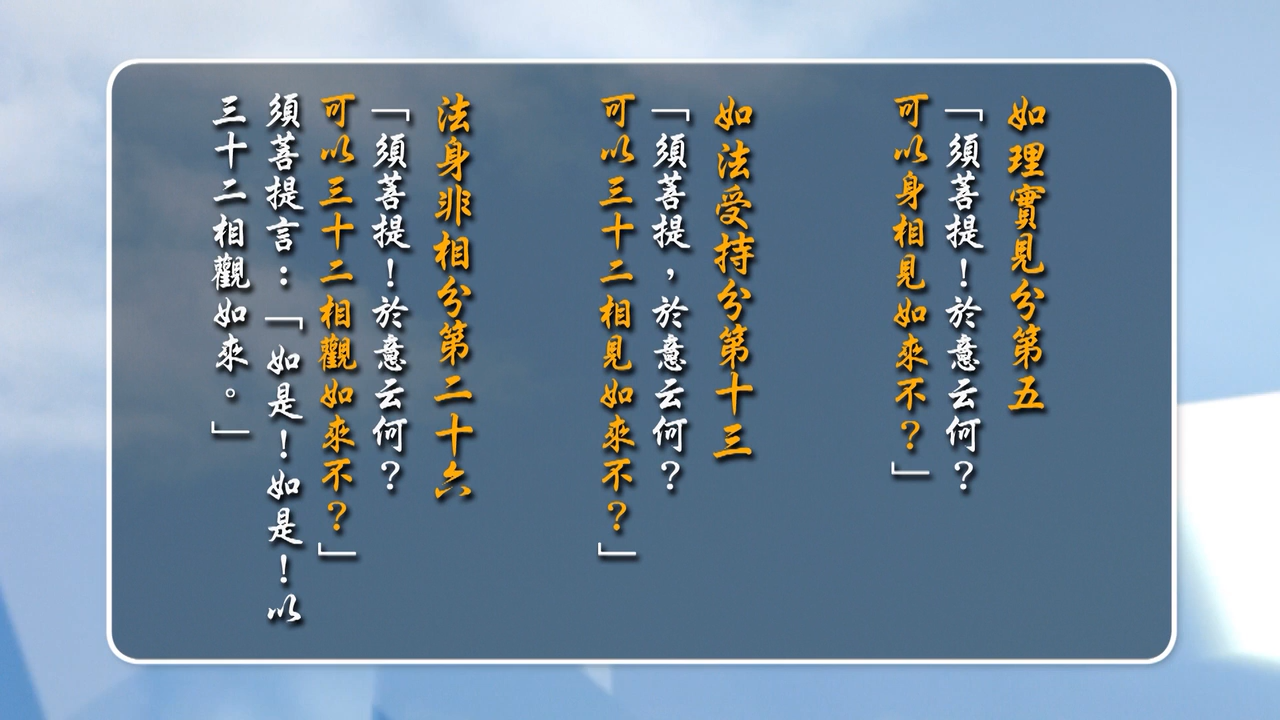 如理實見分第五
「須菩提！於意云何？
可以身相見如來不？」
如法受持分第十三
「須菩提，於意云何？
可以三十二相見如來不？」
法身非相分第二十六
「須菩提！於意云何？
可以三十二相觀如來不？」
須菩提言：「如是！如是！以
三十二相觀如來。」